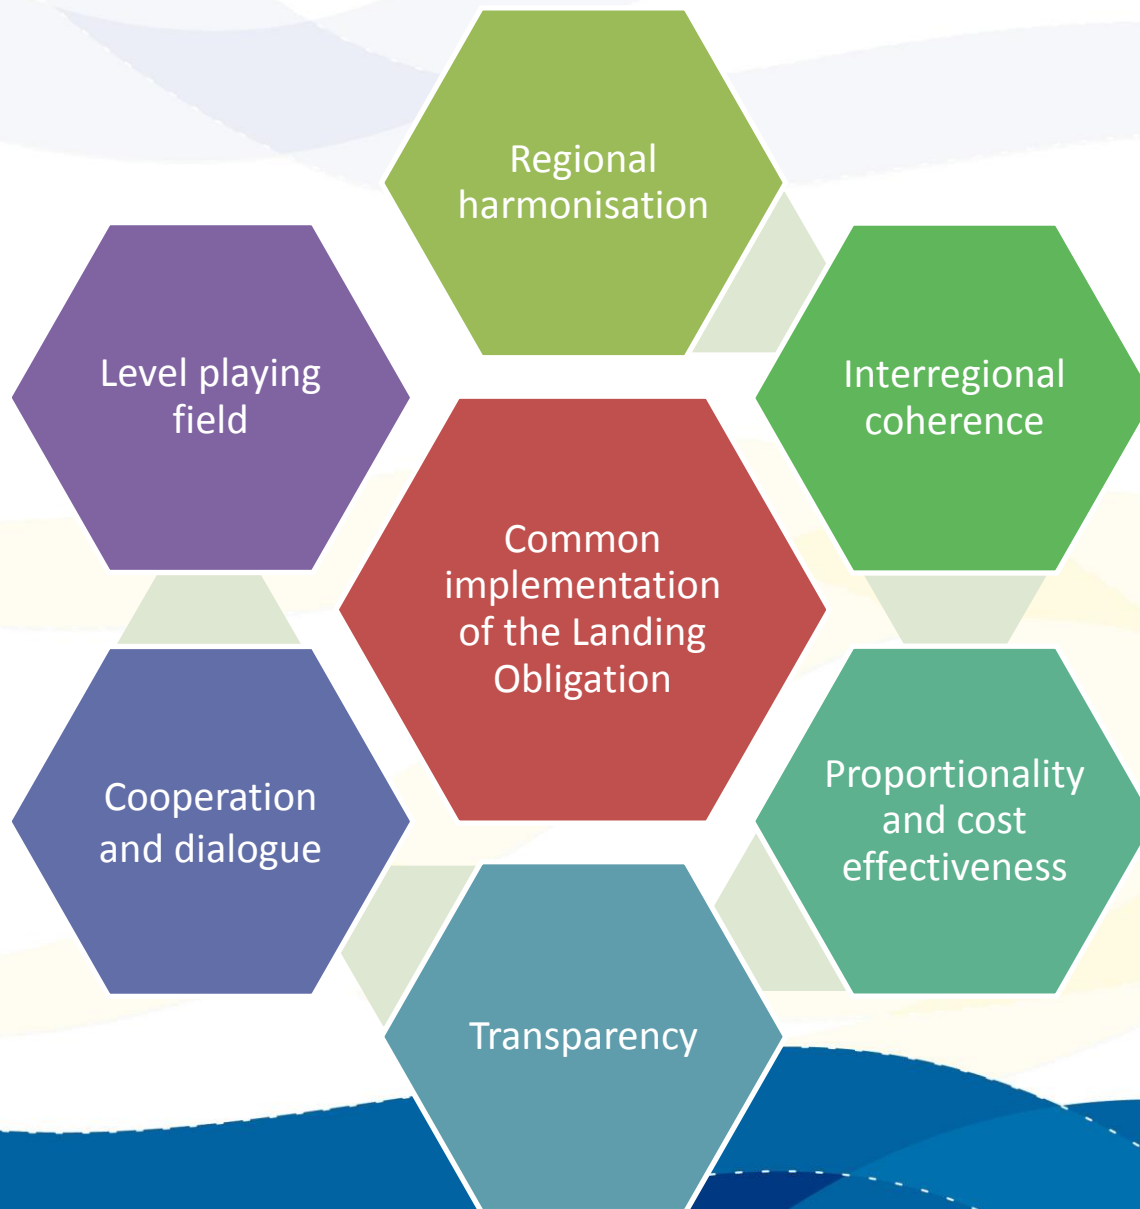 Regional
harmonisation
Level playing
field
Interregional
coherence
Common
implementation
of the Landing
Obligation
Cooperation
and dialogue
Proportionality
and cost
effectiveness
Transparency